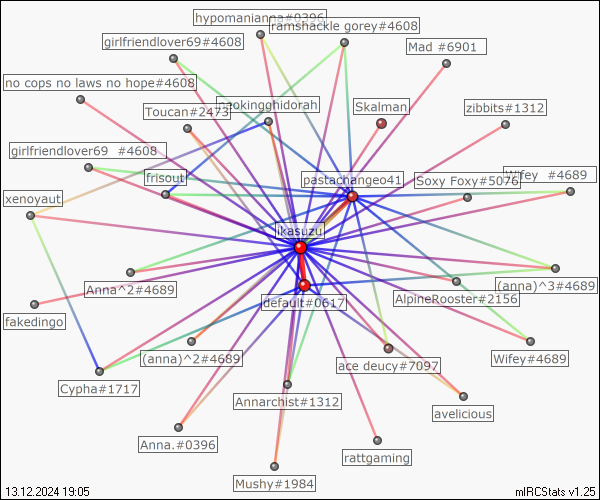 hypomanianna#0396
ramshackle gorey#4608
girlfriendlover69#4608
Mad #6901
no cops no laws no hope#4608
smokingghidorah
Toucan#2473
Skalman
zibbits#1312
girlfriendlover69 #4608
frisout
pastachangeo41
Soxy Foxy#5076
Wifey #4689
xenoyaut
ikasuzu
Anna^2#4689
default#0617
AlpineRooster#2156
(anna)^3#4689
fakedingo
(anna)^2#4689
ace deucy#7097
Wifey#4689
Cypha#1717
Annarchist#1312
avelicious
Anna.#0396
rattgaming
Mushy#1984
13.12.2024 19:05
mIRCStats v1.25